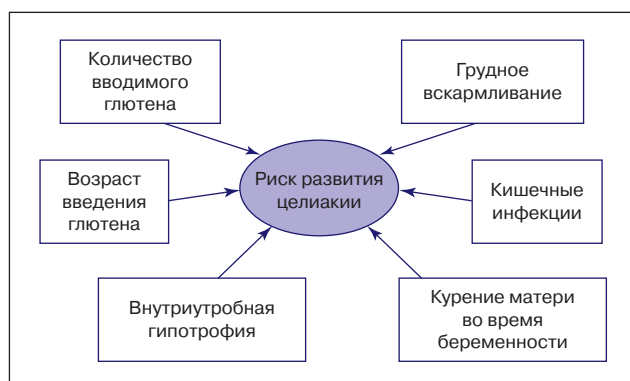 Количество
вводимого
глютена
Грудное
вскармливание
Возраст
введения
глютена
Риск развития
целиакии
Кишечные
инфекции
Внутриутробная
гипотрофия
Курение матери
во время
беременности